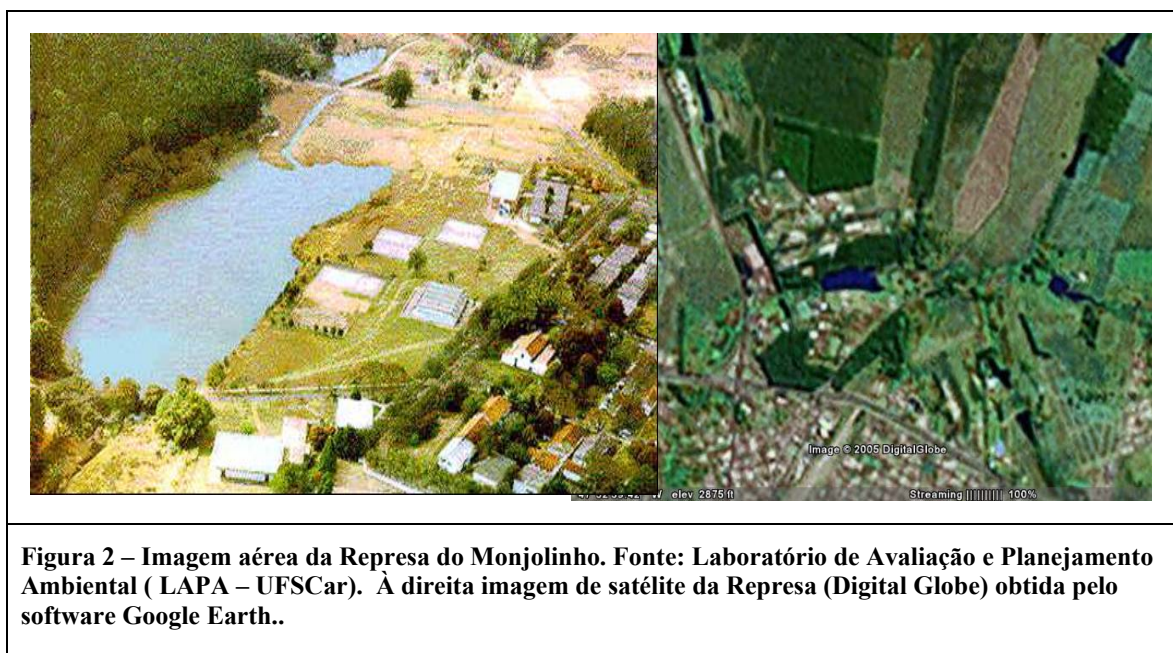 Image © 2005 DigitalGlobe
W elev 2875 ft
Streaming |||||||||| 100%
Figura 2 – Imagem aérea da Represa do Monjolinho. Fonte: Laboratório de Avaliação e Planejamento
Ambiental ( LAPA – UFSCar). À direita imagem de satélite da Represa (Digital Globe) obtida pelo
software Google Earth..